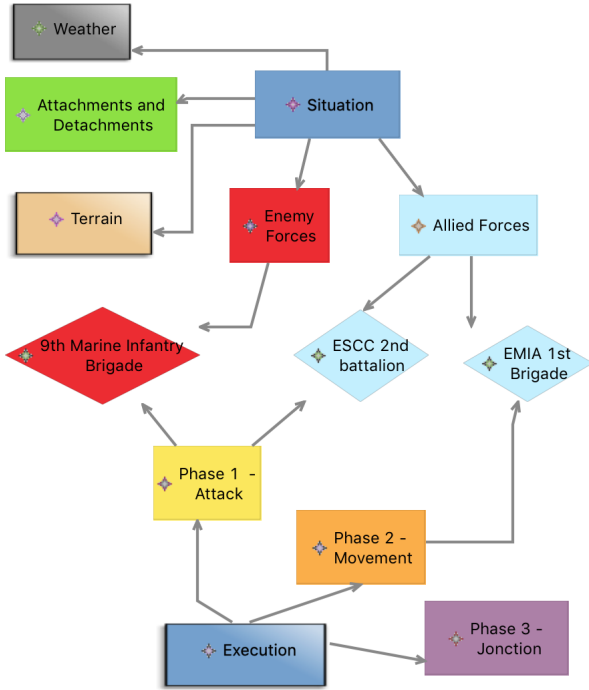 Weather
Attachments and
Detachments
Situation
Terrain
Enemy
Forces
Allied Forces
9th Marine Infantry
Brigade
ESCC 2nd
battalion
EMIA 1st
Brigade
Phase 1  -
Attack
Phase 2 -
Movement
Execution
Phase 3 -
Jonction